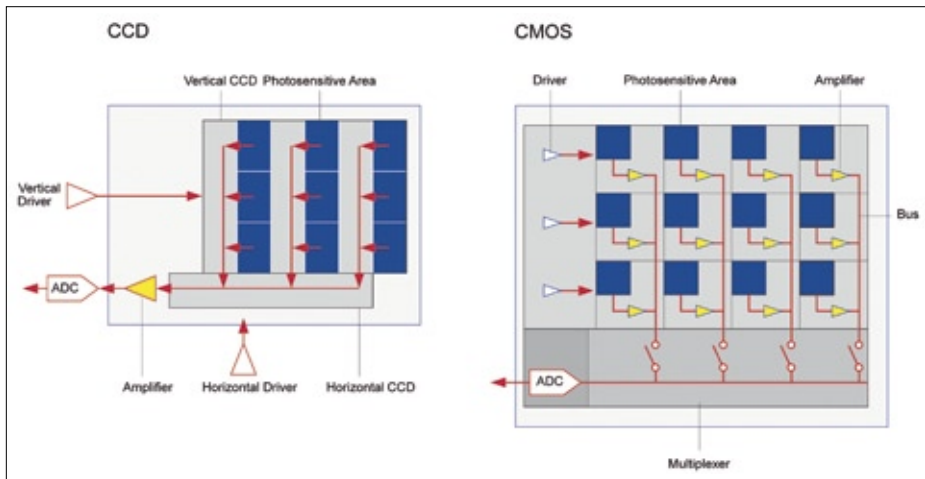 CCD
Vertical CCD Photosensitive Area
Vertical
Driver
ADC
Amplifier
Horizontal Driver
Horizontal CCD
CMOS
Driver
Photosensitive Area
Amplifier
Bus
ADC
Multiplexer